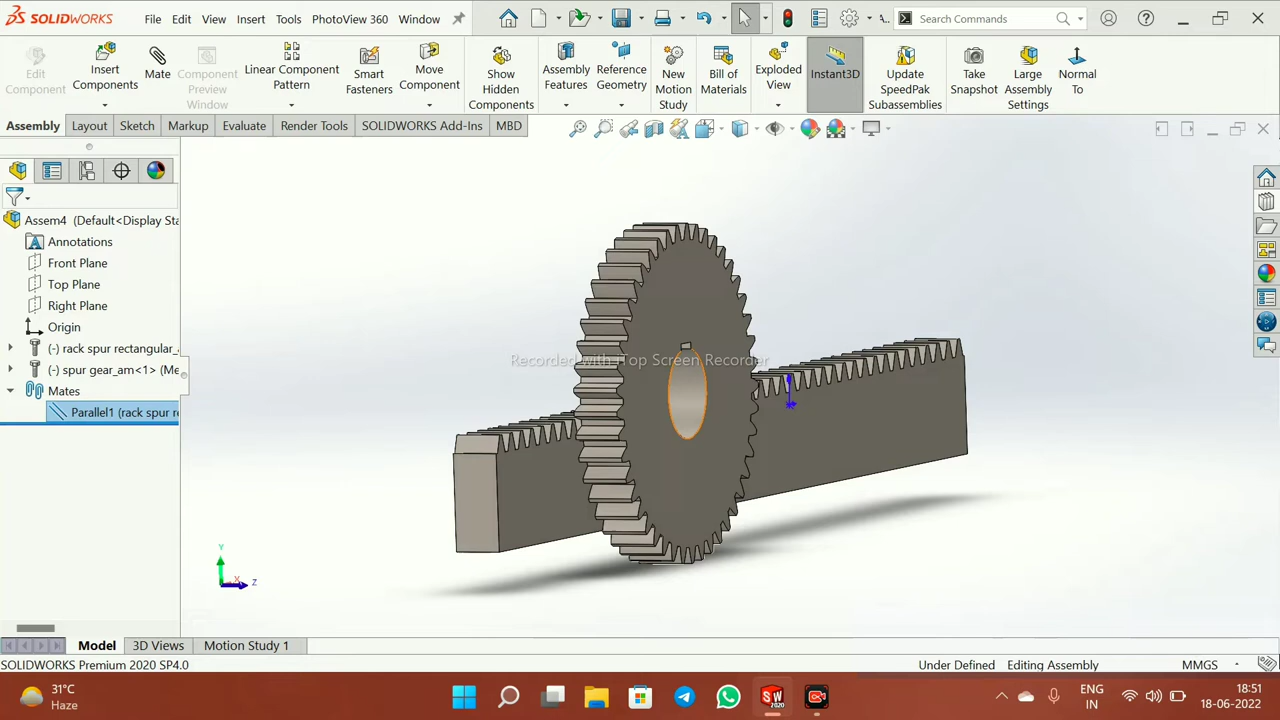 SOLIDWORKS
File Edit View Insert Tools PhotoView 360 Window
Search Commands
Edit Component
Insert Components
Mate
Component Preview Window
Linear Component Pattern
Smart Fasteners
Move Component
Show Hidden Components
Assembly Features
Reference Geometry
New Motion Study
Bill of Materials
Exploded View
Instant3D
Update SpeedPak Subassemblies
Take Snapshot
Large Assembly Settings
Normal To
Assembly Layout Sketch Markup Evaluate Render Tools SOLIDWORKS Add-Ins MBD
Assem4 (Default<Display Sta
Annotations
Front Plane
Top Plane
Right Plane
Origin
(-) rack spur rectangular_
(-) spur gear_am<1> (Me
Mates
Parallel1 (rack spur re
Recorded with iTop Screen Recorder
Y
X
Z
Model 3D Views Motion Study 1
SOLIDWORKS Premium 2020 SP4.0
Under Defined Editing Assembly MMGS
31°C
Haze
SW
2020
ENG
IN
18:51
18-06-2022